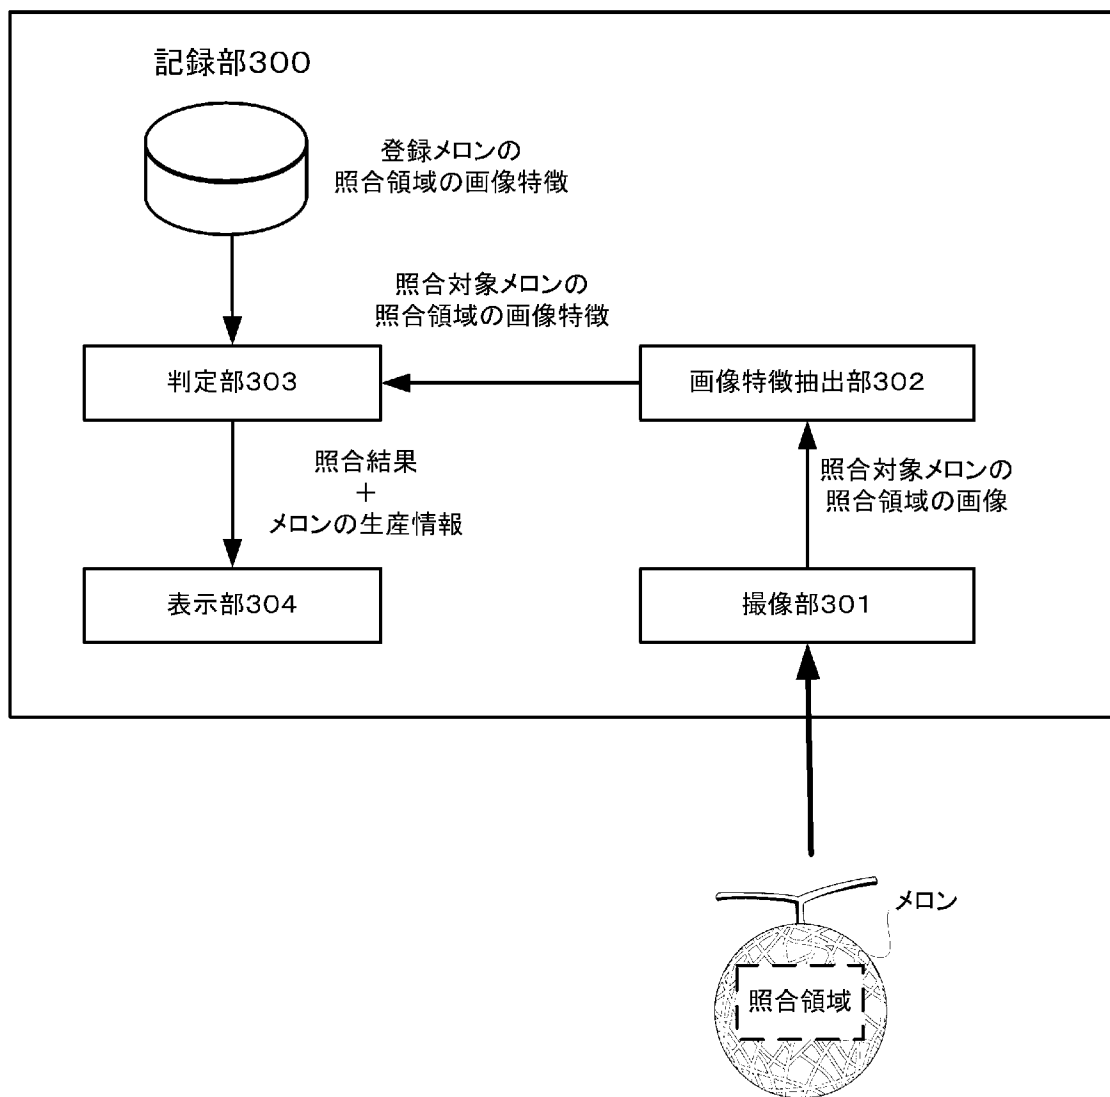 記録部300
登録メロンの
照合領域の画像特徴
照合対象メロンの
照合領域の画像特徴
判定部303
画像特徴抽出部302
照合結果
+
メロンの生産情報
照合対象メロンの
照合領域の画像
表示部304
撮像部301
メロン
照合領域